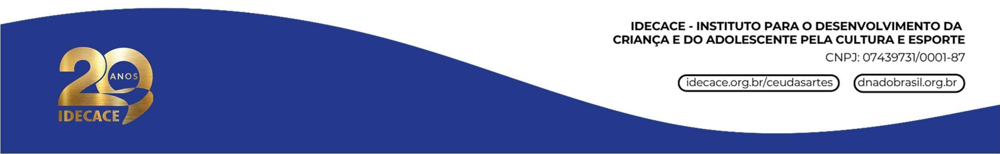 20
ANOS
IDECACE
IDECACE - INSTITUTO PARA O DESENVOLVIMENTO DA
CRIANÇA E DO ADOLESCENTE PELA CULTURA E ESPORTE
CNPJ: 07439731/0001-87
idecace.org.br/ceudasartes
dnadobrasil.org.br